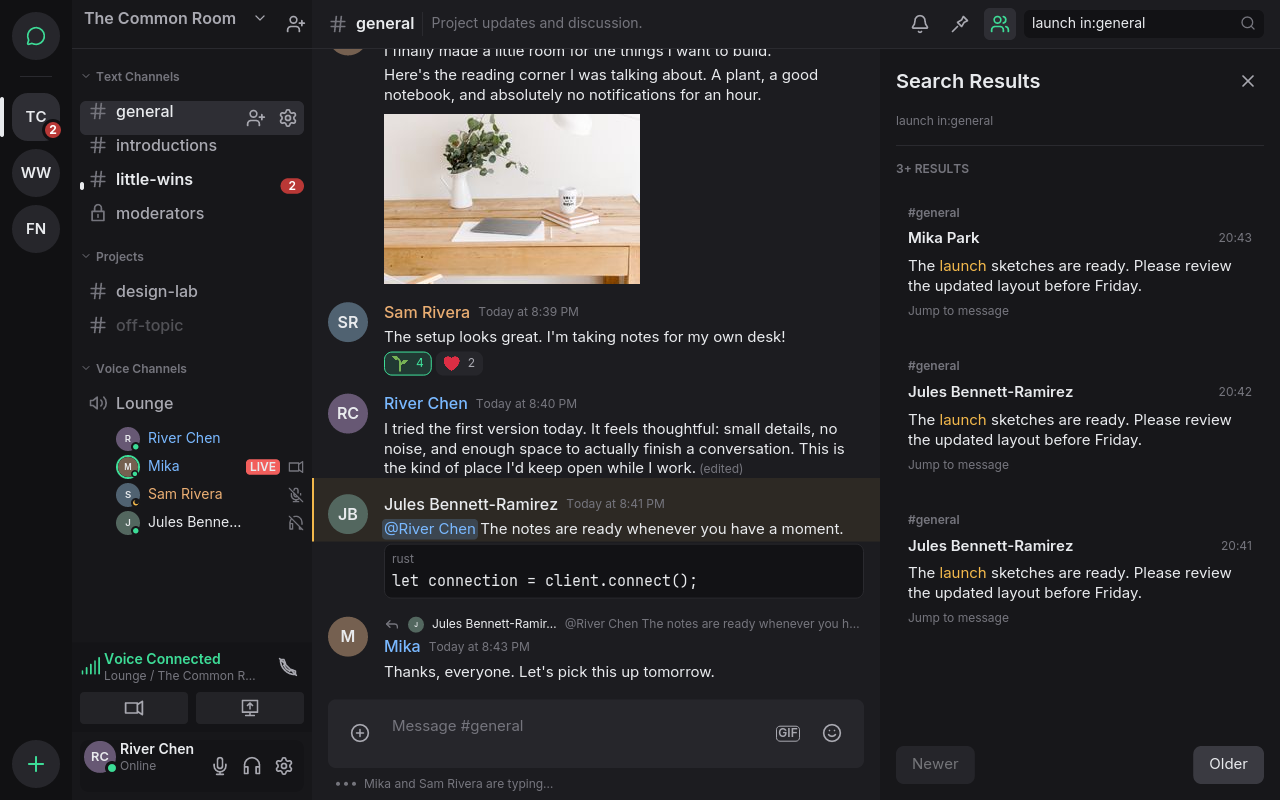 The Common Room
general
Project updates and discussion.
launch in:general
TC
2
WW
FN
Text Channels
general
introductions
little-wins
2
moderators
Projects
design-lab
off-topic
Voice Channels
Lounge
R
River Chen
M
Mika
LIVE
S
Sam Rivera
J
Jules Benne...
Voice Connected
Lounge / The Common R...
RC
River Chen
Online
I finally made a little room for the things I want to build.
Here's the reading corner I was talking about. A plant, a good
notebook, and absolutely no notifications for an hour.
SR
Sam Rivera Today at 8:39 PM
The setup looks great. I'm taking notes for my own desk!
4
2
RC
River Chen Today at 8:40 PM
I tried the first version today. It feels thoughtful: small details, no
noise, and enough space to actually finish a conversation. This is
the kind of place I'd keep open while I work. (edited)
JB
Jules Bennett-Ramirez Today at 8:41 PM
@River Chen The notes are ready whenever you have a moment.
rust
let connection = client.connect();
J
Jules Bennett-Ramir... @River Chen The notes are ready whenever you h...
M
Mika Today at 8:43 PM
Thanks, everyone. Let's pick this up tomorrow.
Message #general
GIF
Mika and Sam Rivera are typing...
Search Results
launch in:general
3+ RESULTS
#general
Mika Park 20:43
The launch sketches are ready. Please review
the updated layout before Friday.
Jump to message
#general
Jules Bennett-Ramirez 20:42
The launch sketches are ready. Please review
the updated layout before Friday.
Jump to message
#general
Jules Bennett-Ramirez 20:41
The launch sketches are ready. Please review
the updated layout before Friday.
Jump to message
Newer
Older